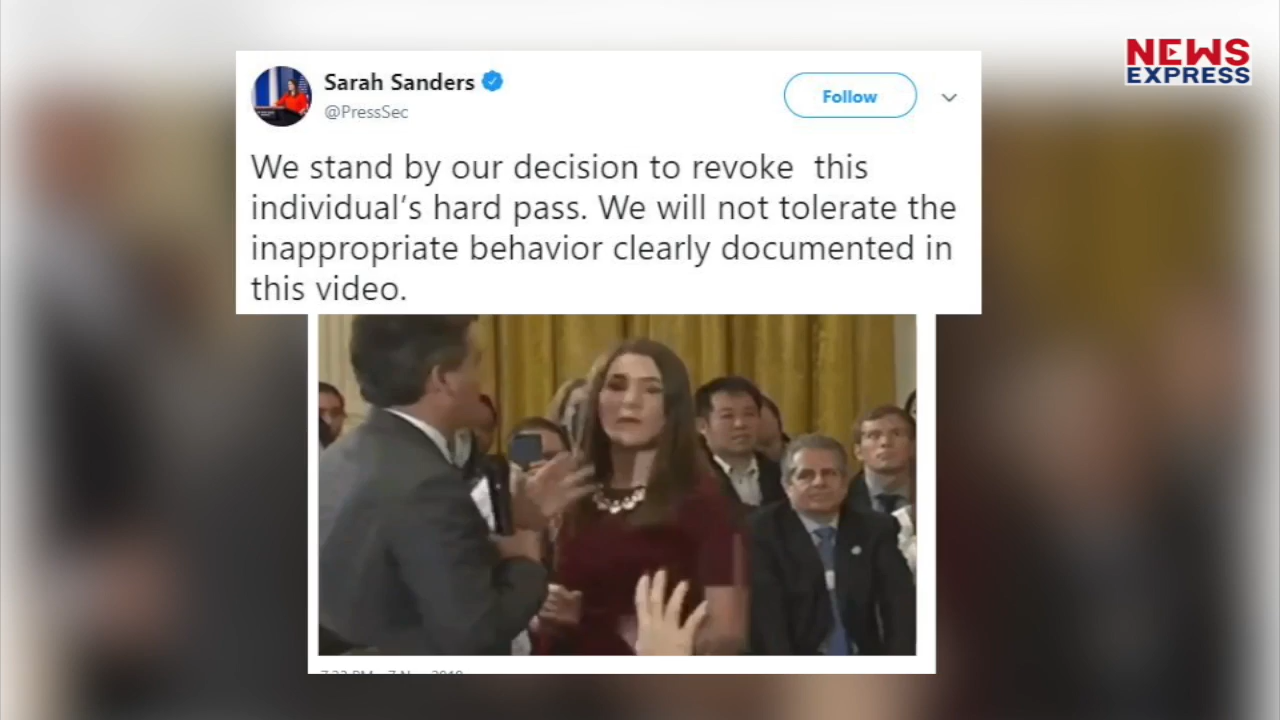 NEWS
EXPRESS
Sarah Sanders
@PressSec
Follow
We stand by our decision to revoke  this
individual's hard pass. We will not tolerate the
inappropriate behavior clearly documented in
this video.